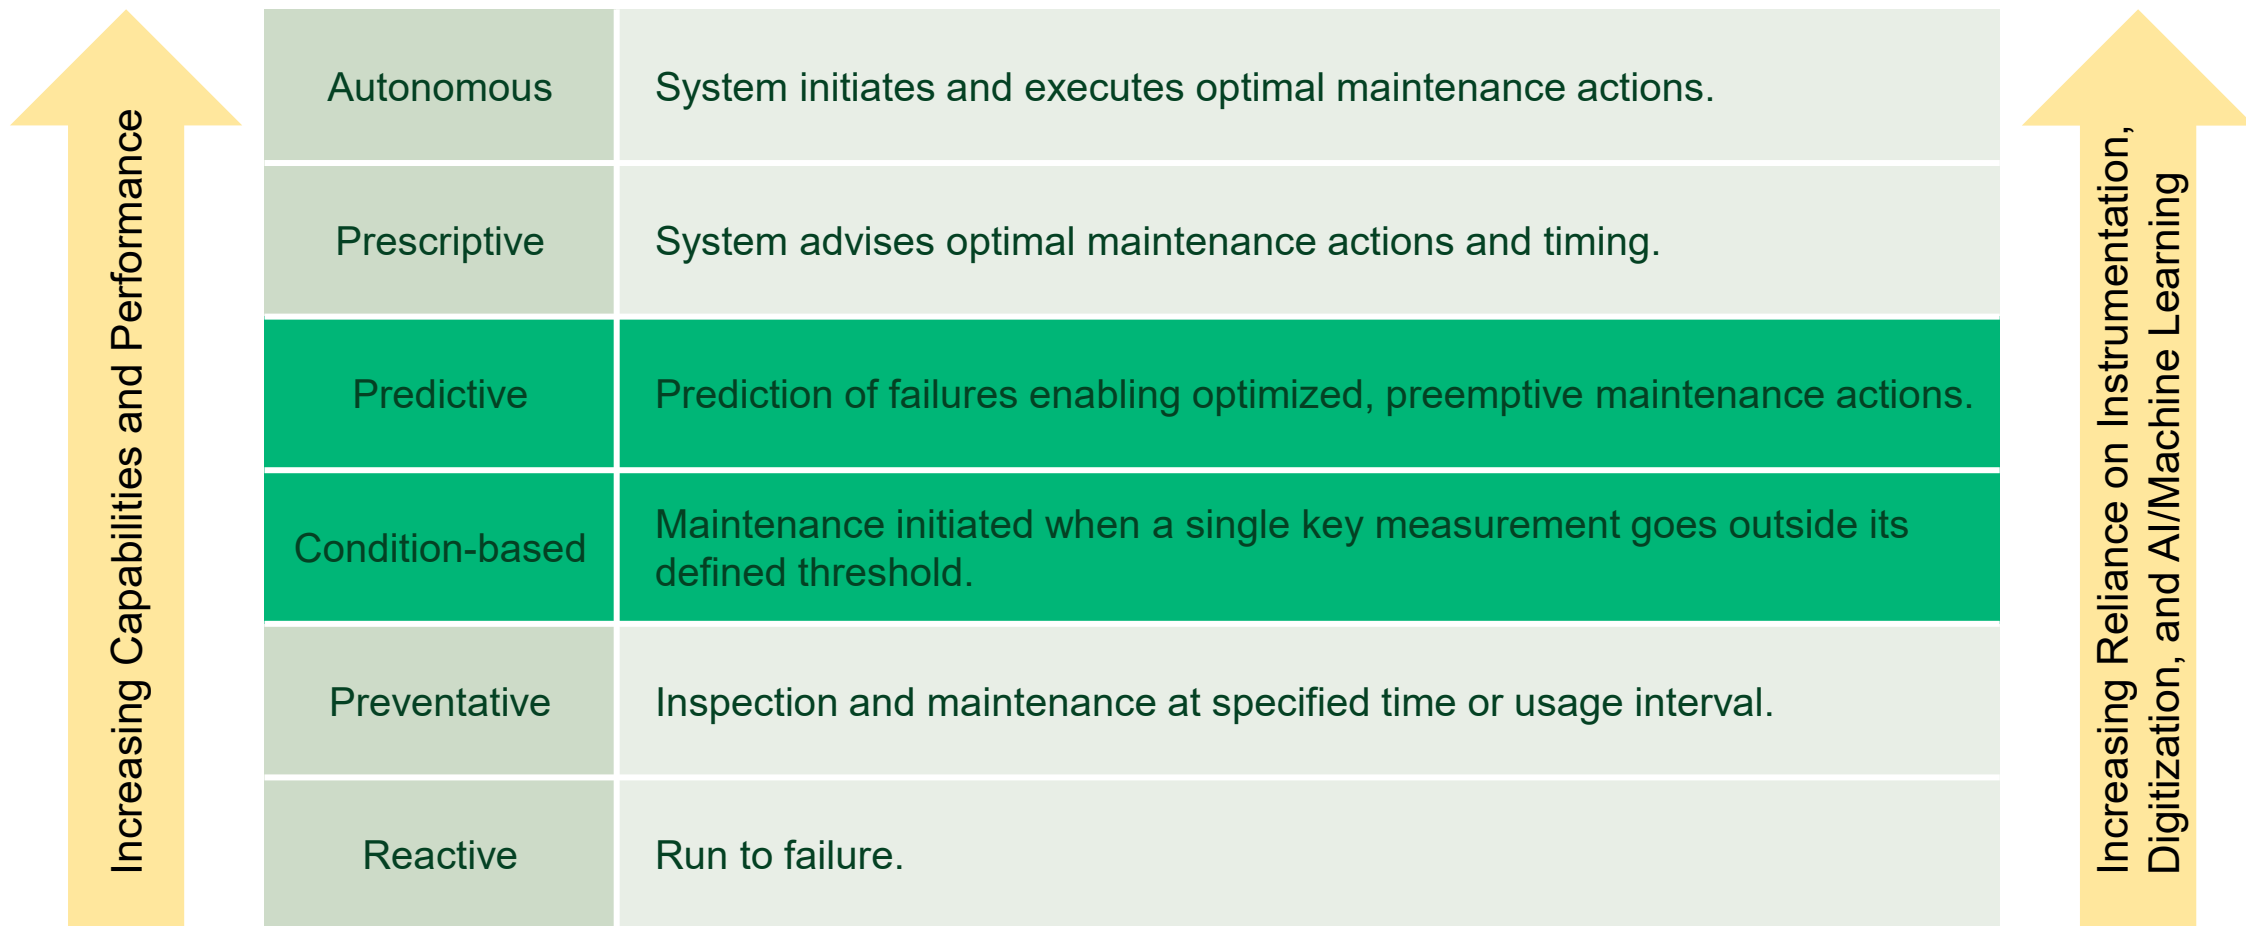 Increasing Capabilities and Performance
Autonomous
System initiates and executes optimal maintenance actions.
Prescriptive
System advises optimal maintenance actions and timing.
Predictive
Prediction of failures enabling optimized, preemptive maintenance actions.
Condition-based
Maintenance initiated when a single key measurement goes outside its
defined threshold.
Preventative
Inspection and maintenance at specified time or usage interval.
Reactive
Run to failure.
Increasing Reliance on Instrumentation,
Digitization, and AI/Machine Learning